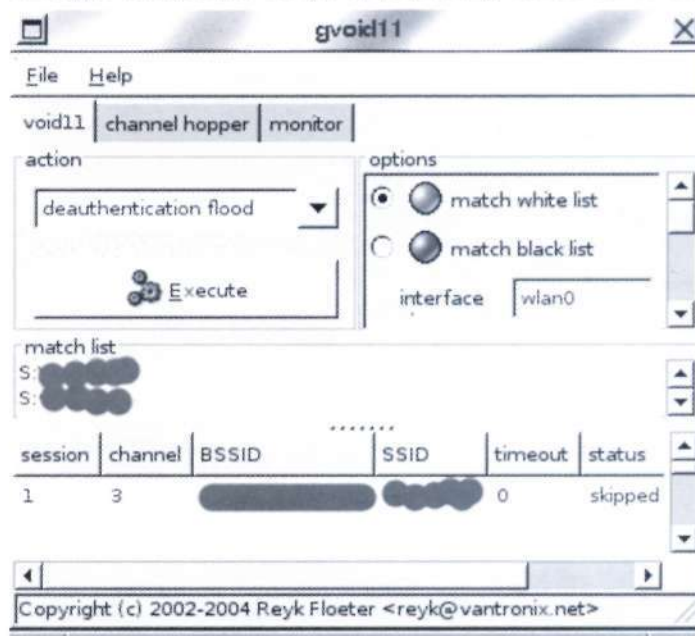 gvoid11
File Help
void11 channel hopper monitor
action
options
deauthentication flood
match white list
match black list
Execute
interface wlan0
match list
S:
S:
session channel BSSID SSID timeout status
1 3 0 skipped
Copyright (c) 2002-2004 Reyk Floeter <reyk@vantronix.net>